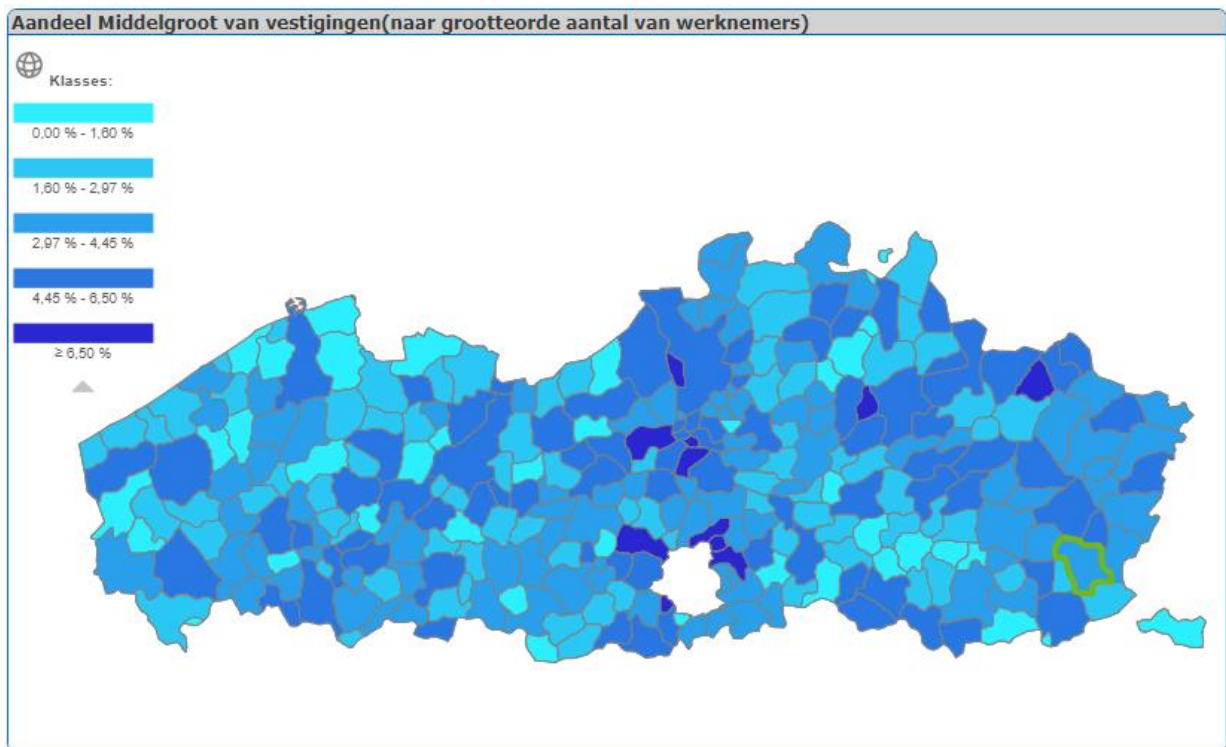 Aandeel Middelgroot van vestigingen(naar grootteorde aantal van werknemers)
Klasses:
0,00 % - 1,60 %
1,60 % - 2,97 %
2,97 % - 4,45 %
4,45 % - 6,50 %
≥ 6,50 %